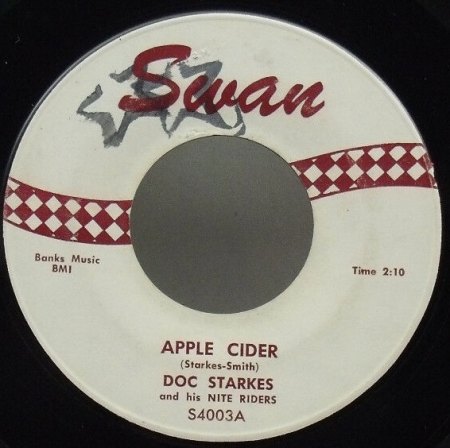 Swan
Banks Music
BMI
Time 2:10
APPLE CIDER
(Starkes-Smith)
DOC STARKES
and his NITE RIDERS
S4003A